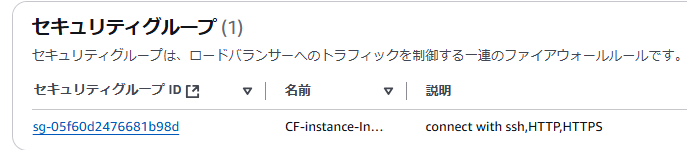 セキュリティグループ (1)
セキュリティグループは、ロードバランサーへのトラフィックを制御する一連のファイアウォールルールです。
セキュリティグループ ID 名前 説明
sg-05f60d2476681b98d CF-instance-In... connect with ssh,HTTP,HTTPS